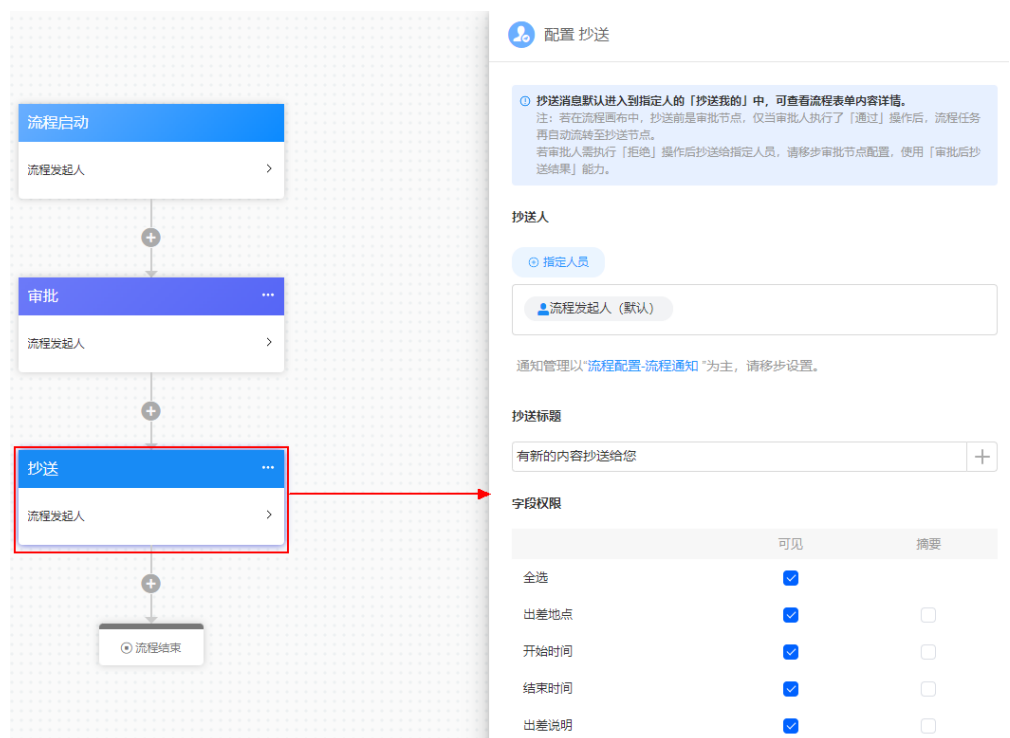 流程启动
流程发起人
审批
流程发起人
抄送
流程发起人
流程结束
配置 抄送
抄送消息默认进入到指定人的「抄送我的」中，可查看流程表单内容详情。
注：若在流程画布中，抄送前是审批节点，仅当审批人执行了「通过」操作后，流程任务
再自动流转至抄送节点。
若审批人需执行「拒绝」操作后抄送给指定人员，请移步审批节点配置，使用「审批后抄
送结果」能力。
抄送人
指定人员
流程发起人（默认）
通知管理以“流程配置-流程通知 ”为主，请移步设置。
抄送标题
有新的内容抄送给您
字段权限
可见 摘要
全选
出差地点
开始时间
结束时间
出差说明